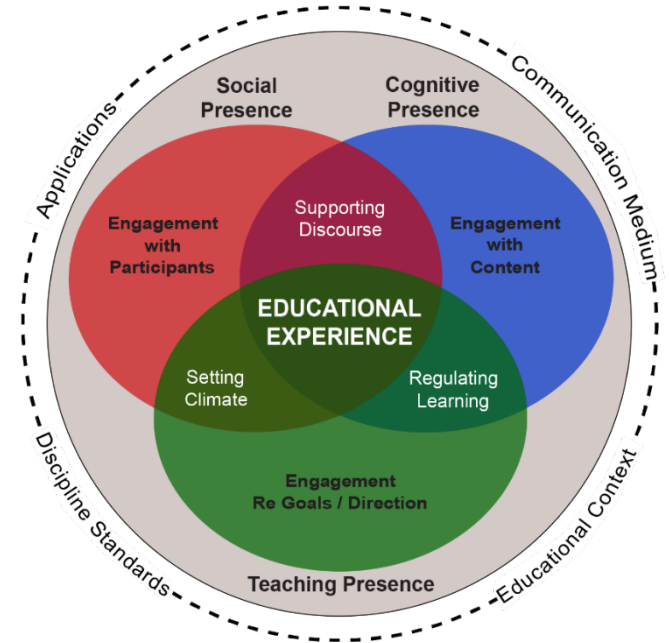 Social
Presence
Cognitive
Presence
Applications
Communication Medium
Engagement
with
Participants
Supporting
Discourse
Engagement
with
Content
EDUCATIONAL
EXPERIENCE
Setting
Climate
Regulating
Learning
Engagement
Re Goals / Direction
Teaching Presence
Discipline Standards
Educational Context